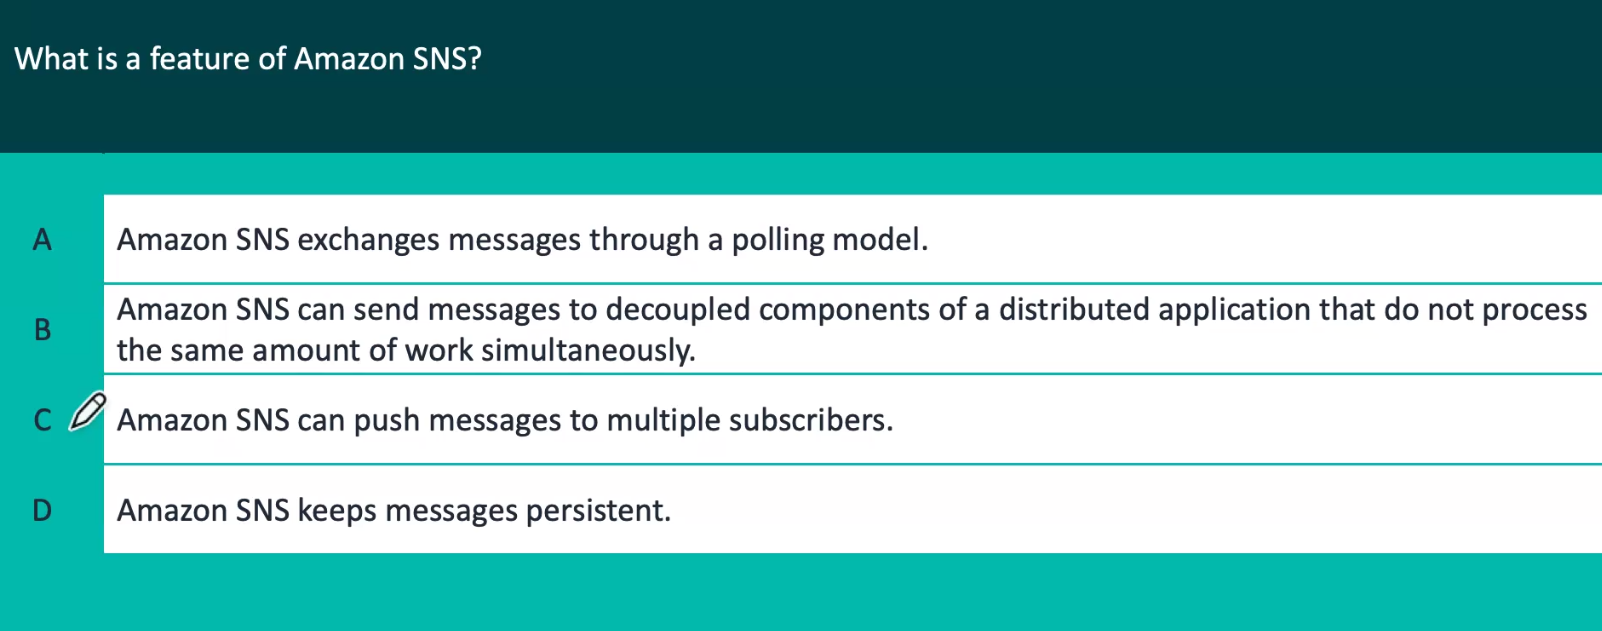 What is a feature of Amazon SNS?
A
Amazon SNS exchanges messages through a polling model.
B
Amazon SNS can send messages to decoupled components of a distributed application that do not process
the same amount of work simultaneously.
C
Amazon SNS can push messages to multiple subscribers.
D
Amazon SNS keeps messages persistent.